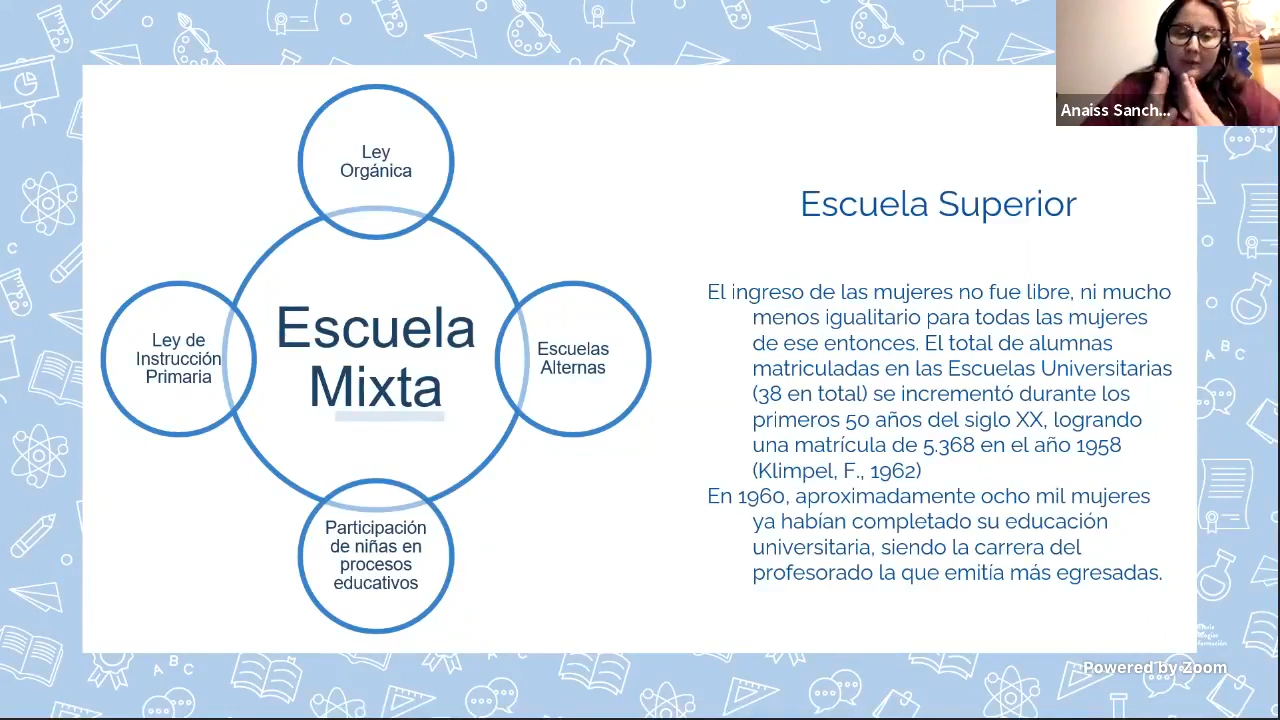 Anaiss Sanch...
Ley
Orgánica
Ley de
Instrucción
Primaria
Escuela
Mixta
Escuelas
Alternas
Participación
de niñas en
procesos
educativos
Escuela Superior
El ingreso de las mujeres no fue libre, ni mucho
menos igualitario para todas las mujeres
de ese entonces. El total de alumnas
matriculadas en las Escuelas Universitarias
(38 en total) se incrementó durante los
primeros 50 años del siglo XX, logrando
una matrícula de 5.368 en el año 1958
(Klimpel, F., 1962)
En 1960, aproximadamente ocho mil mujeres
ya habían completado su educación
universitaria, siendo la carrera del
profesorado la que emitía más egresadas.
Powered by Zoom
A B C
A B C
A B C